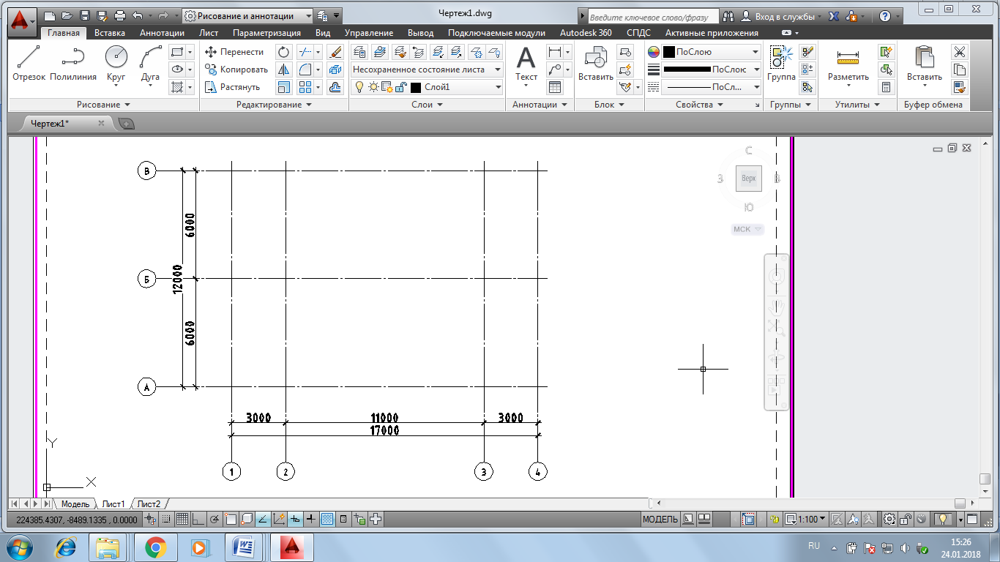 Рисование и аннотации
Чертеж1.dwg
Введите ключевое слово/фразу
Вход в службы
Главная Вставка Аннотации Лист Параметризация Вид Управление Вывод Подключаемые модули Autodesk 360 СПДС Активные приложения
Отрезок Полилиния Круг Дуга
Перенести
Копировать
Растянуть
Несохраненное состояние листа
Слой1
Текст
Вставить
ПоСлою
ПоСлою
ПоСл...
Группа
Разметить
Вставить
Рисование Редактирование Слои Аннотации Блок Свойства Группы Утилиты Буфер обмена
Чертеж1*
В
Б
А
6000
12000
6000
3000 11000 3000
17000
1 2 3 4
С
З Верх В
Ю
МСК
Y
X
Модель Лист1 Лист2
224385.4307, -8489.1335 , 0.0000
МОДЕЛЬ
1:100
RU
15:26
24.01.2018